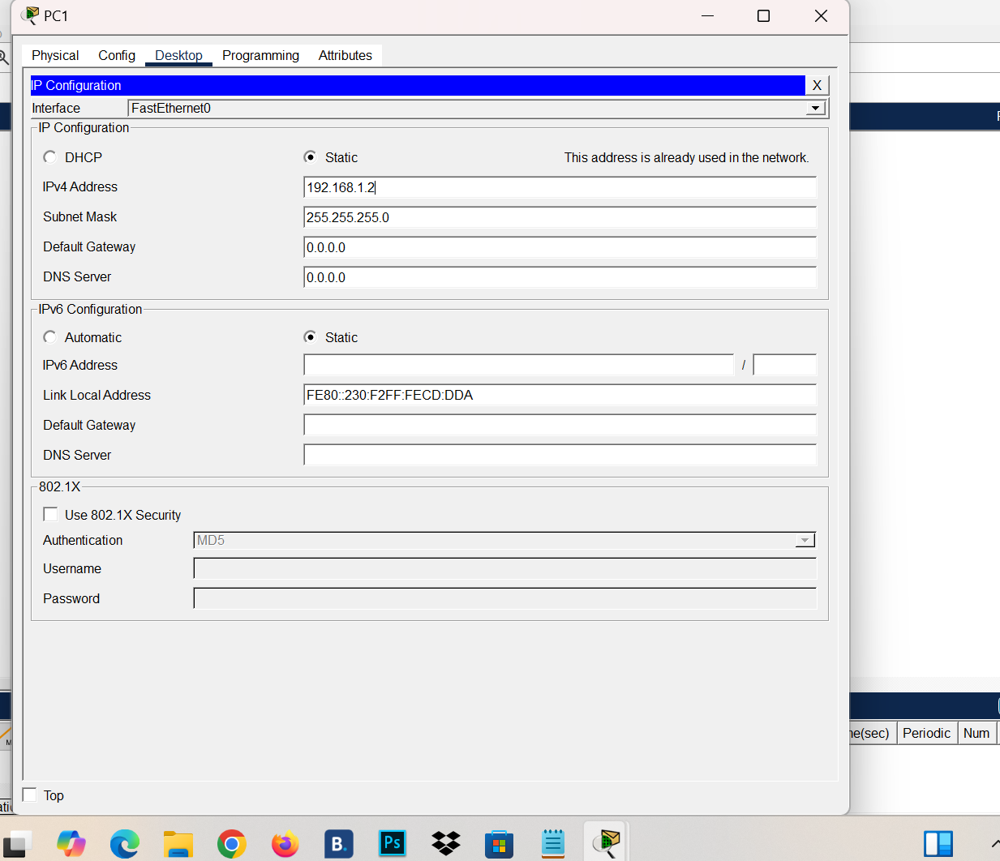 PC1
Physical Config Desktop Programming Attributes
IP Configuration X
Interface FastEthernet0
IP Configuration
DHCP Static This address is already used in the network.
IPv4 Address 192.168.1.2
Subnet Mask 255.255.255.0
Default Gateway 0.0.0.0
DNS Server 0.0.0.0
IPv6 Configuration
Automatic Static
IPv6 Address /
Link Local Address FE80::230:F2FF:FECD:DDA
Default Gateway
DNS Server
802.1X
Use 802.1X Security
Authentication MD5
Username
Password
(sec) Periodic Num
Top
B. Ps